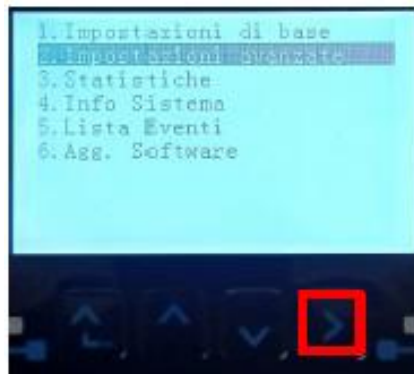 1.Impostazioni di base
2.Impostazioni avanzate
3.Statistiche
4.Info Sistema
5.Lista Eventi
6.Agg. Software